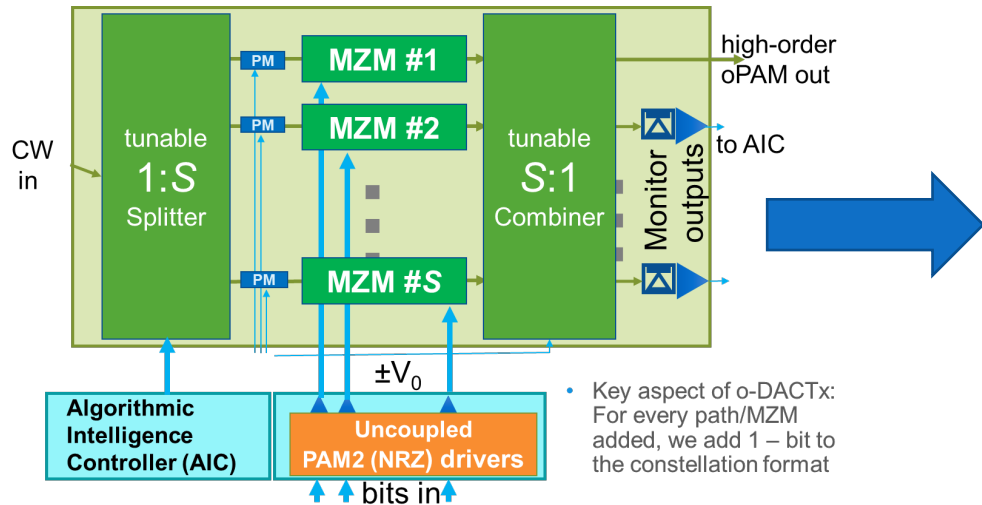 CW
in
tunable
1:S
Splitter
PM
PM
PM
MZM #1
MZM #2
MZM #S
tunable
S:1
Combiner
high-order
oPAM out
Monitor
outputs
to AIC
±V0
Algorithmic
Intelligence
Controller (AIC)
Uncoupled
PAM2 (NRZ) drivers
bits in
• Key aspect of o-DACTx:
For every path/MZM
added, we add 1 – bit to
the constellation format